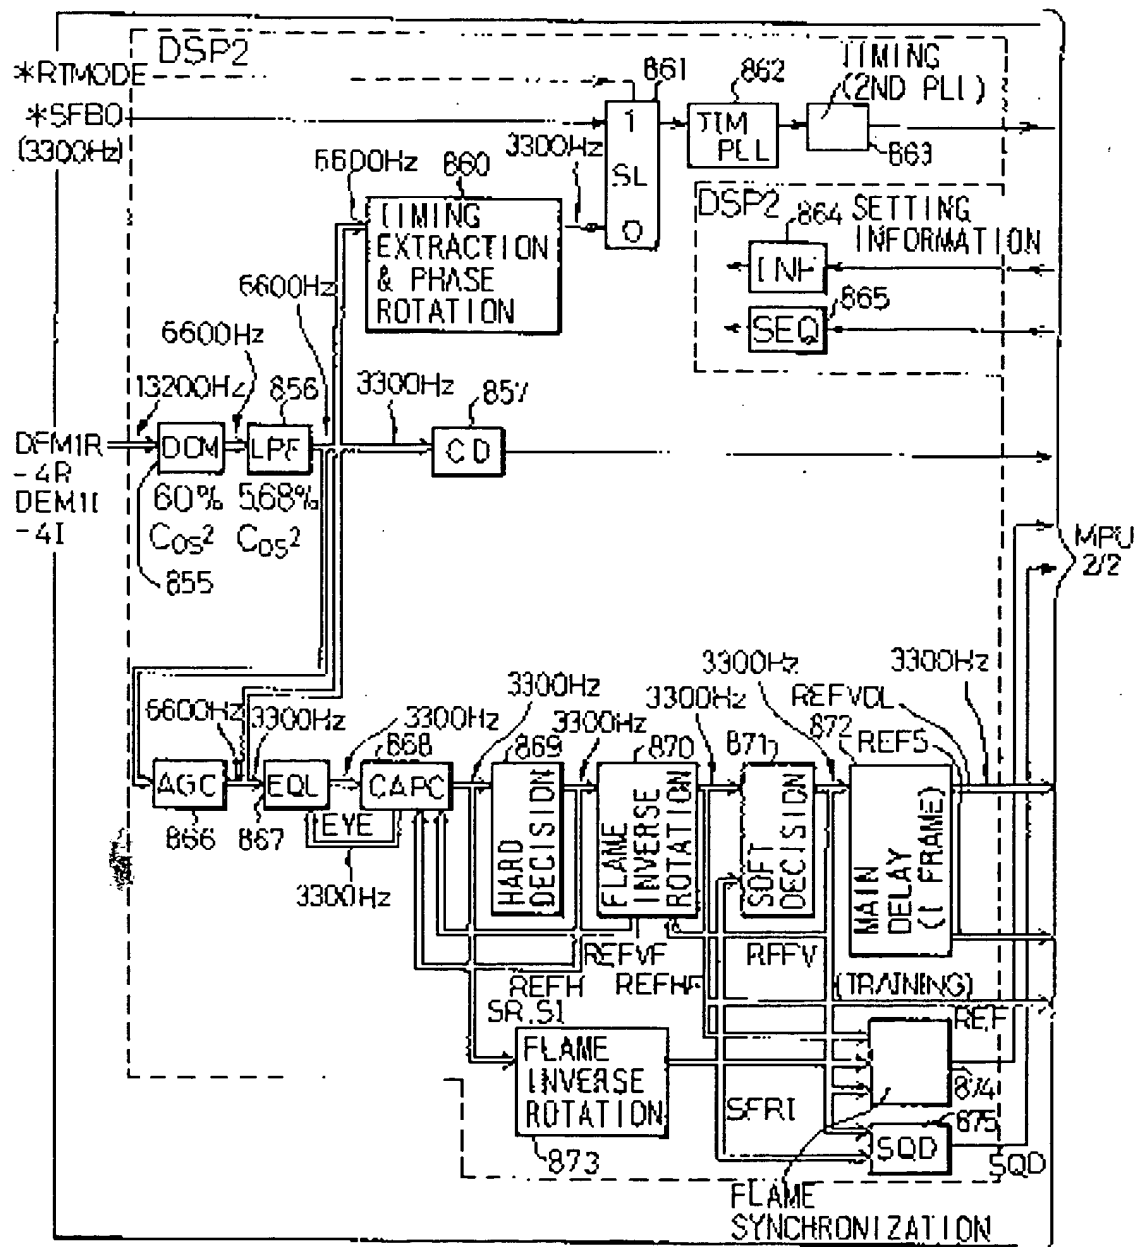 DSP2
*RTMODE
*SFBO
(3300Hz)
6600Hz
860
3300Hz
861
1
SL
0
862
TIM
PLL
TIMING
(2ND PLL)
863
TIMING
EXTRACTION
& PHASE
ROTATION
DSP2
864
SETTING
INFORMATION
INF
865
SEQ
6600Hz
6600Hz
13200Hz
856
3300Hz
857
DEM1R
-4R
DEM1I
-4I
DCM
LPF
CD
60%
COS2
568%
COS2
855
MPU
2/2
6600Hz
3300Hz
3300Hz
868
3300Hz
869
3300Hz
870
3300Hz
871
3300Hz
872
REFVOL
REFS
3300Hz
AGC
866
EQL
867
CAPC
EYE
3300Hz
HARD
DECISION
FLAME
INVERSE
ROTATION
SOFT
DECISION
MAIN
DELAY
(1 FRAME)
REFVF
REFH
REFHF
REFV
(TRAINING)
REF
SR.SI
FLAME
INVERSE
ROTATION
873
SFRI
874
875
SQD
SQD
FLAME
SYNCHRONIZATION